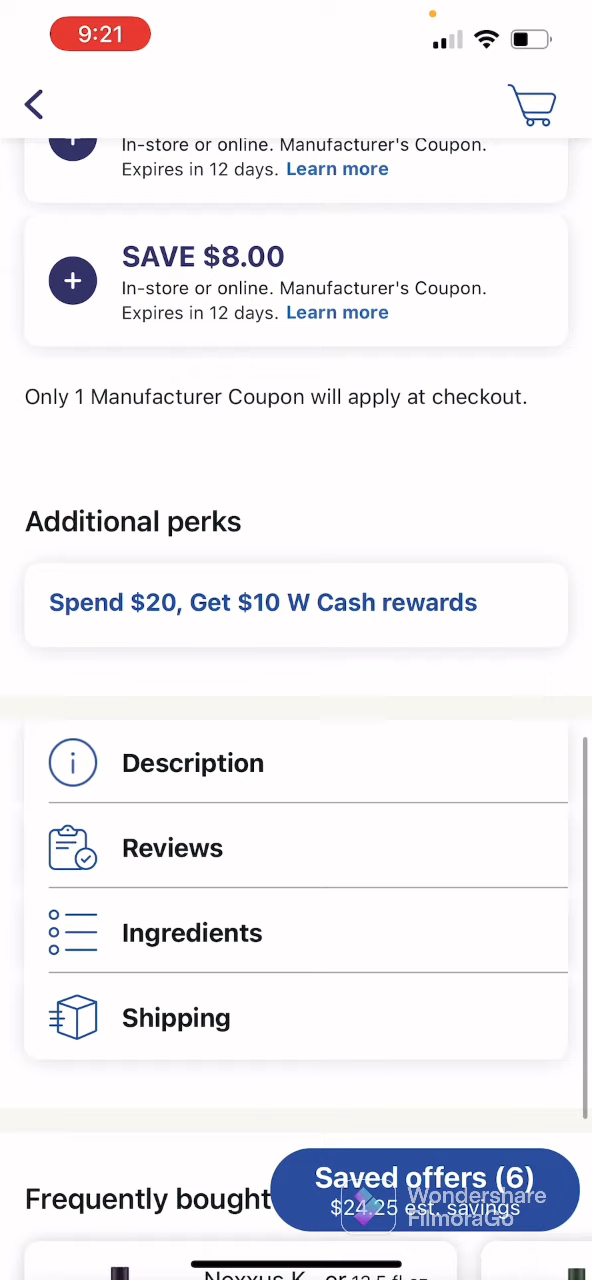 9:21
In-store or online. Manufacturer's Coupon.
Expires in 12 days. Learn more
SAVE $8.00
In-store or online. Manufacturer's Coupon.
Expires in 12 days. Learn more
Only 1 Manufacturer Coupon will apply at checkout.
Additional perks
Spend $20, Get $10 W Cash rewards
Description
Reviews
Ingredients
Shipping
Frequently bought
Saved offers (6)
$24.25 est. savings
Wondershare
FilmoraGo
Nexxus K